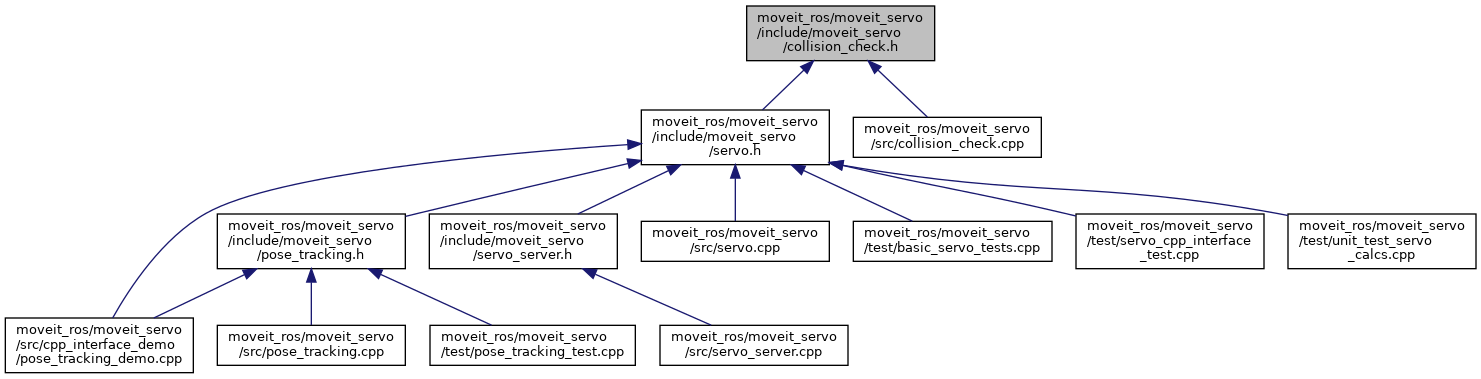 moveit_ros/moveit_servo
/include/moveit_servo
/collision_check.h
moveit_ros/moveit_servo
/include/moveit_servo
/servo.h
moveit_ros/moveit_servo
/src/collision_check.cpp
moveit_ros/moveit_servo
/include/moveit_servo
/pose_tracking.h
moveit_ros/moveit_servo
/include/moveit_servo
/servo_server.h
moveit_ros/moveit_servo
/src/servo.cpp
moveit_ros/moveit_servo
/test/basic_servo_tests.cpp
moveit_ros/moveit_servo
/test/servo_cpp_interface
_test.cpp
moveit_ros/moveit_servo
/test/unit_test_servo
_calcs.cpp
moveit_ros/moveit_servo
/src/cpp_interface_demo
/pose_tracking_demo.cpp
moveit_ros/moveit_servo
/src/pose_tracking.cpp
moveit_ros/moveit_servo
/test/pose_tracking_test.cpp
moveit_ros/moveit_servo
/src/servo_server.cpp